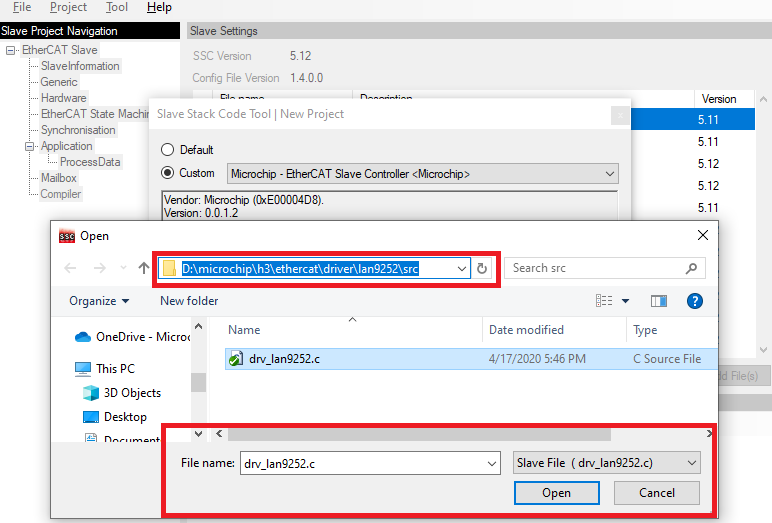 File Project Tool Help
Slave Project Navigation
EtherCAT Slave
SlaveInformation
Generic
Hardware
EtherCAT State Machin
Synchronisation
Application
ProcessData
Mailbox
Compiler
Slave Settings
SSC Version 5.12
Config File Version 1.4.0.0
File name Description Version
5.11
5.11
5.12
5.12
5.11
Slave Stack Code Tool | New Project
Default
Custom Microchip - EtherCAT Slave Controller <Microchip>
Vendor: Microchip (0xE00004D8).
Version: 0.0.1.2
SSC Open
D:\microchip\h3\ethercat\driver\lan9252\src
Search src
Organize New folder
OneDrive - Microc
This PC
3D Objects
Desktop
Document
Name Date modified Type
drv_lan9252.c 4/17/2020 5:46 PM C Source File
dd File(s)
File name: drv_lan9252.c Slave File ( drv_lan9252.c)
Open Cancel